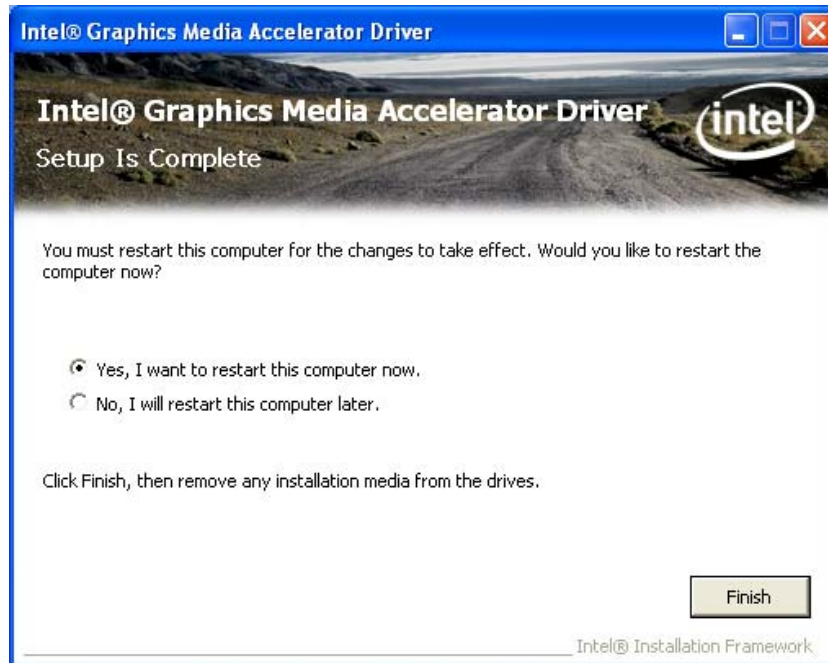 Intel® Graphics Media Accelerator Driver
Intel® Graphics Media Accelerator Driver
intel
Setup Is Complete
You must restart this computer for the changes to take effect. Would you like to restart the
computer now?
Yes, I want to restart this computer now.
No, I will restart this computer later.
Click Finish, then remove any installation media from the drives.
Finish
Intel® Installation Framework